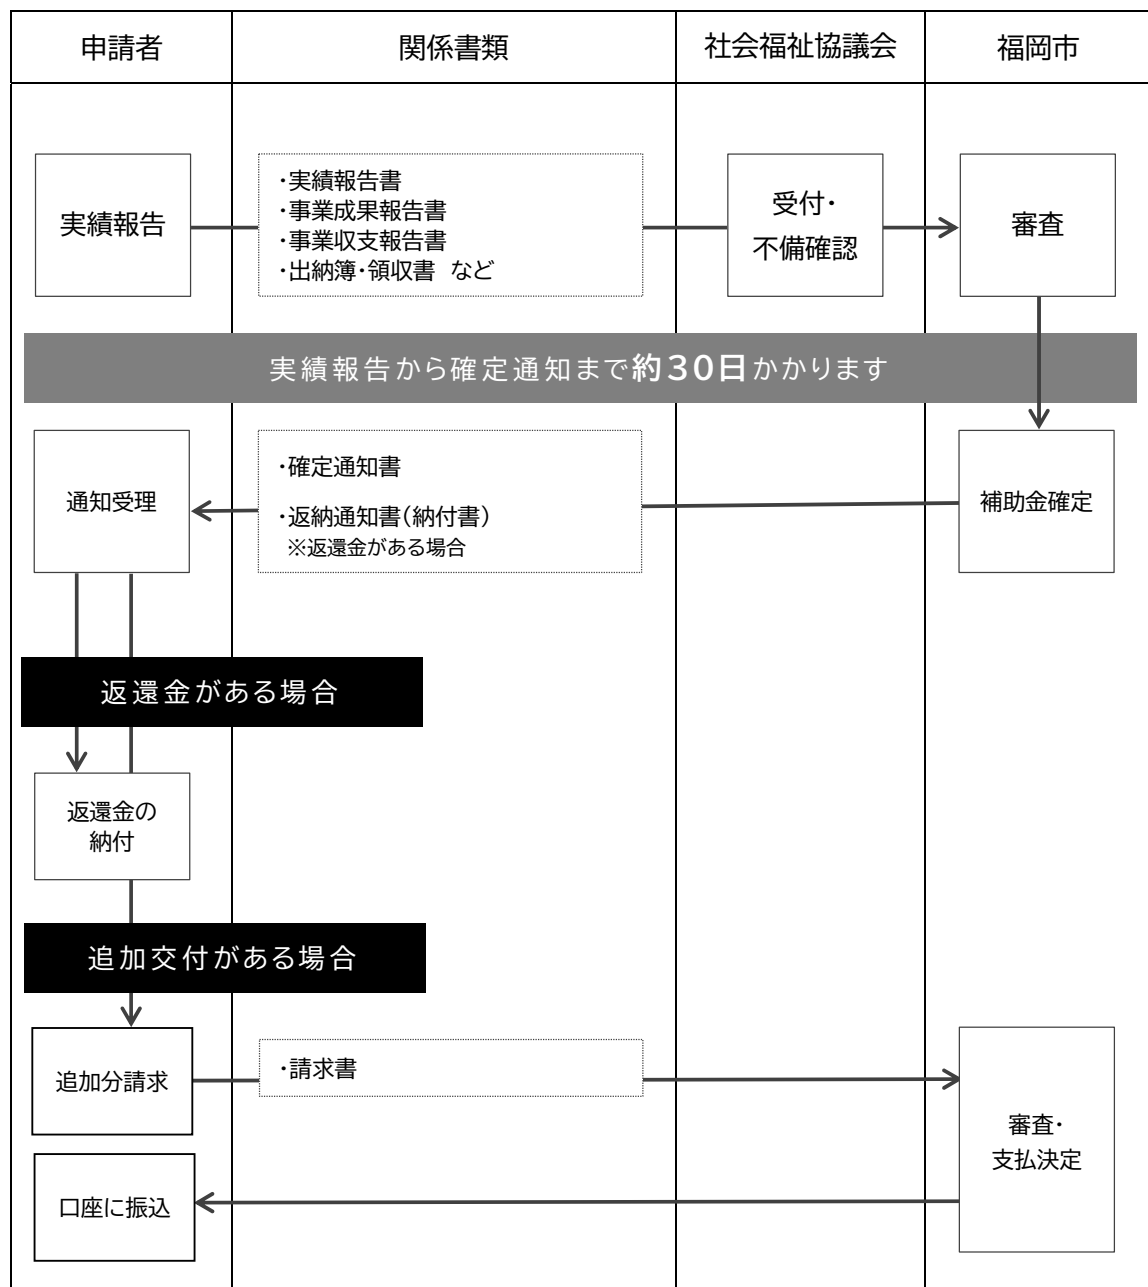 申請者
関係書類
社会福祉協議会
福岡市
実績報告
・実績報告書
・事業成果報告書
・事業収支報告書
・出納簿・領収書 など
受付・
不備確認
審査
実績報告から確定通知まで約30日かかります
通知受理
・確定通知書
・返納通知書(納付書)
※返還金がある場合
補助金確定
返還金がある場合
返還金の
納付
追加交付がある場合
追加分請求
・請求書
審査・
支払決定
口座に振込